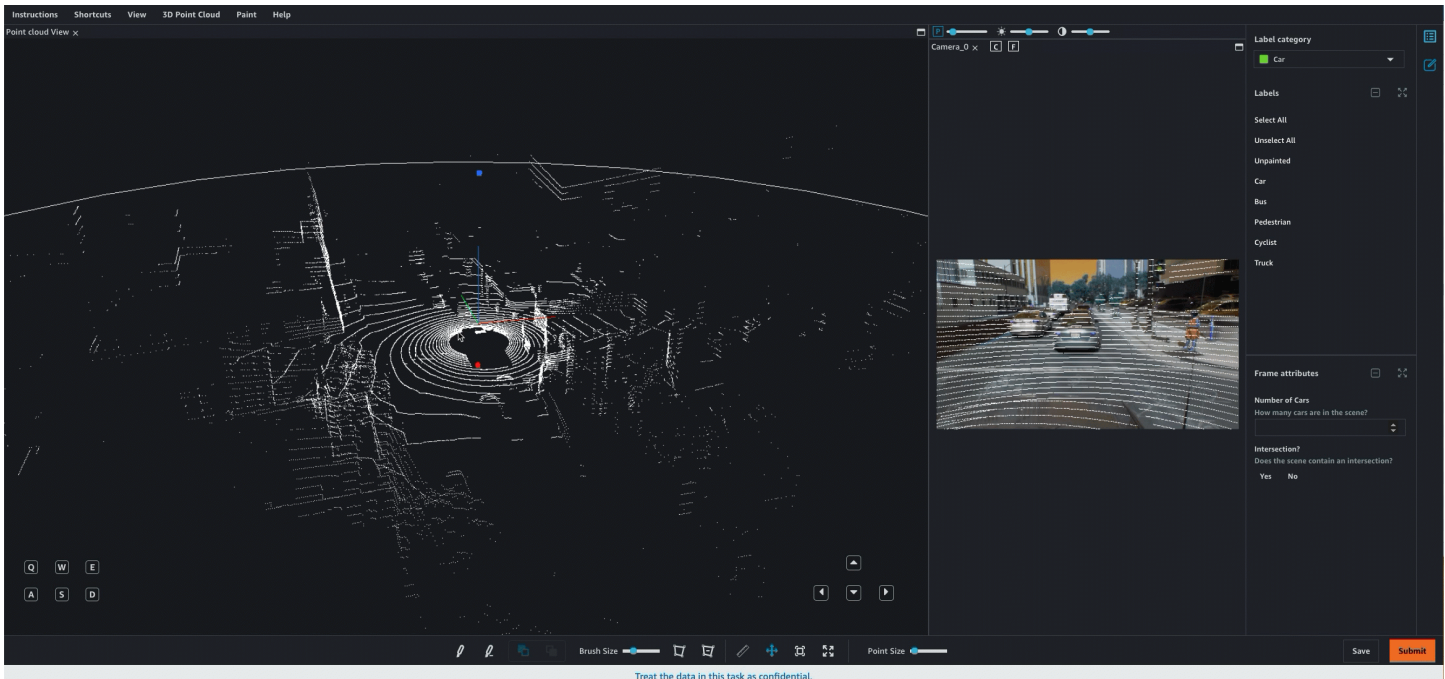 Instructions Shortcuts View 3D Point Cloud Paint Help
Point cloud View x
P
Camera_0 x C F
Label category
Car
Labels
Select All
Unselect All
Unpainted
Car
Bus
Pedestrian
Cyclist
Truck
Frame attributes
Number of Cars
How many cars are in the scene?
Intersection?
Does the scene contain an intersection?
Yes No
Q W E
A S D
Brush Size
Point Size
Save Submit
Treat the data in this task as confidential.